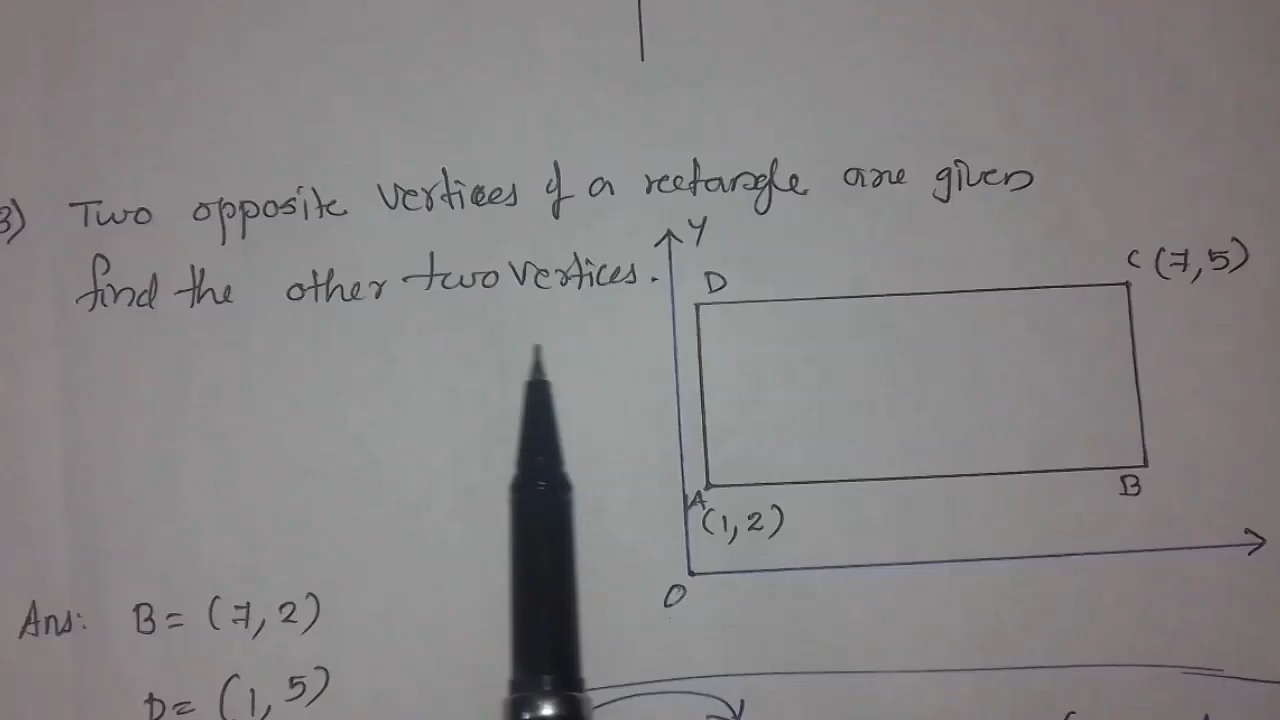 3) Two opposite vertices of a rectangle are given
find the other two vertices.
Y
D
C (7,5)
A
(1,2)
B
O
Ans: B = (7,2)
D = (1,5)